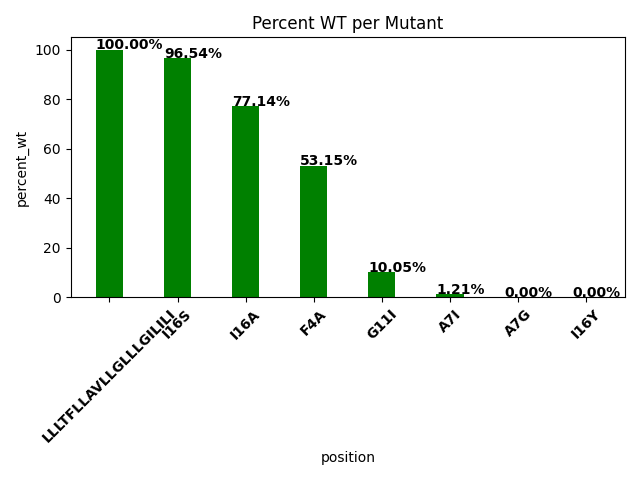 Percent WT per Mutant
percent_wt
100
80
60
40
20
0
100.00%
96.54%
77.14%
53.15%
10.05%
1.21%
0.00%
0.00%
LLLTFLLAVLLGLLLGILILI
I16S
I16A
F4A
G11I
A7I
A7G
I16Y
position